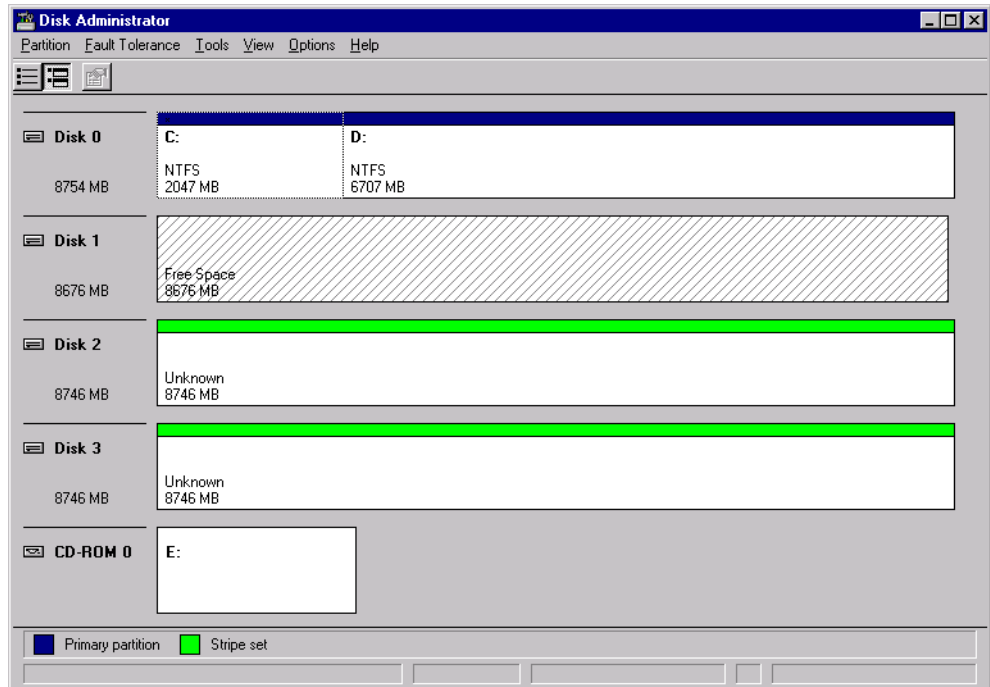 Disk Administrator
Partition Fault Tolerance Tools View Options Help
Disk 0
8754 MB
C:
NTFS
2047 MB
D:
NTFS
6707 MB
Disk 1
8676 MB
Free Space
8676 MB
Disk 2
8746 MB
Unknown
8746 MB
Disk 3
8746 MB
Unknown
8746 MB
CD-ROM 0
E:
Primary partition Stripe set